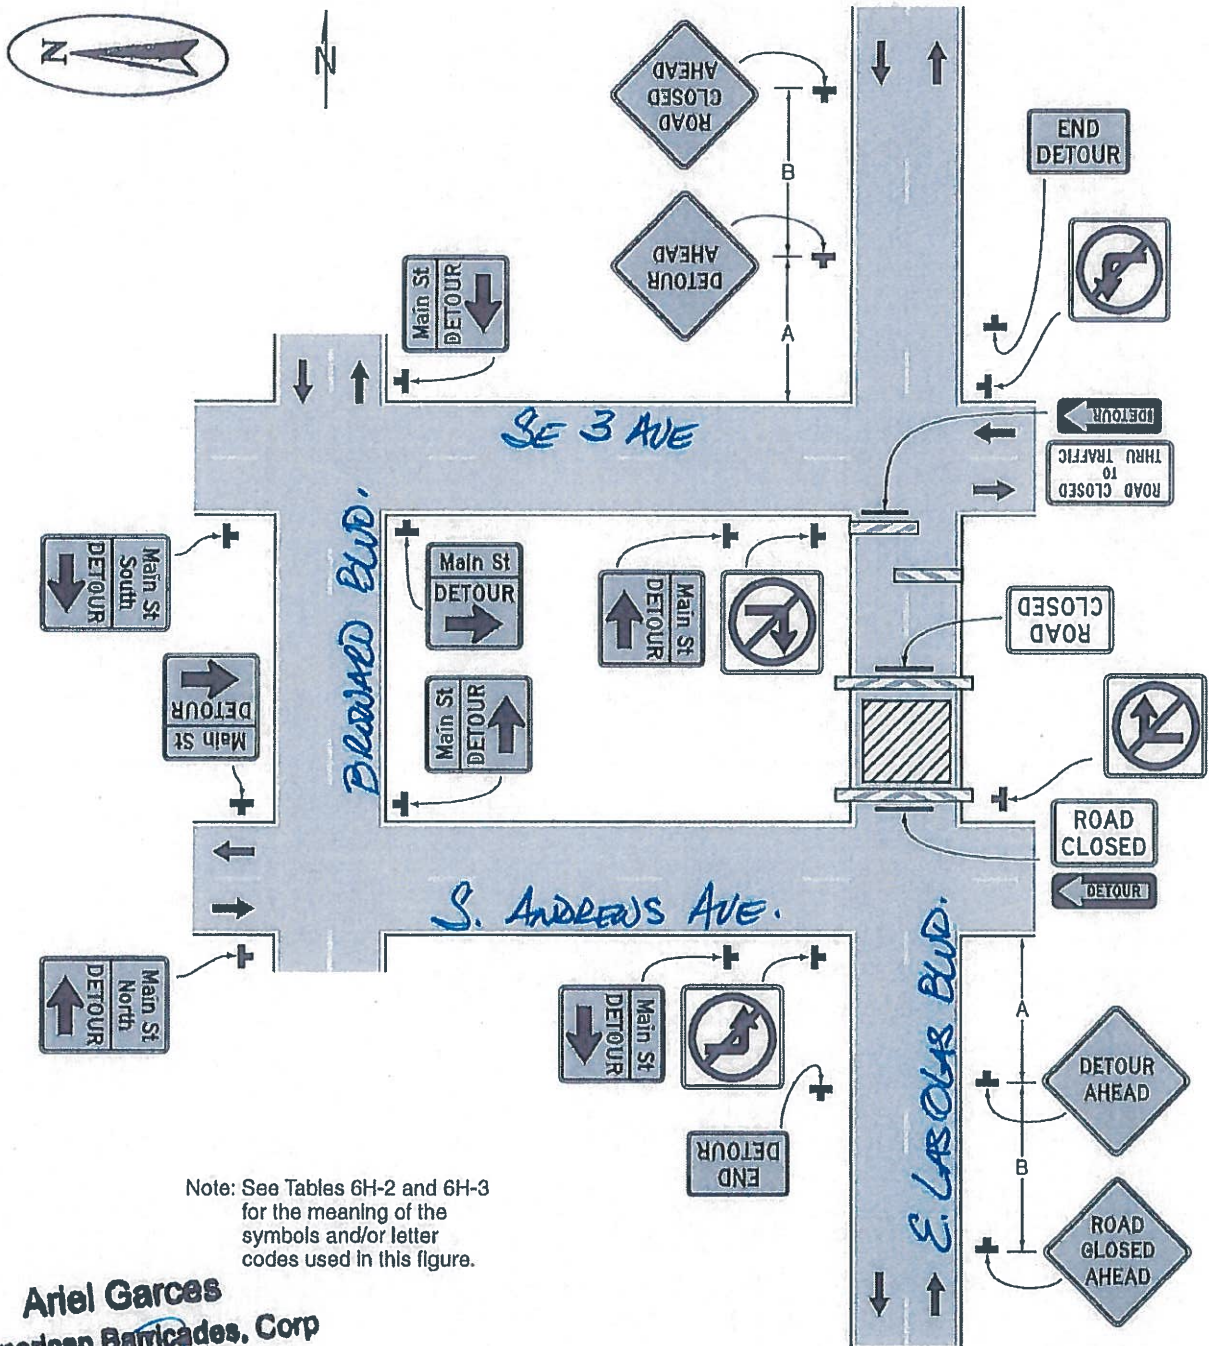 N
N
ROAD
CLOSED
AHEAD
B
END
DETOUR
DETOUR
AHEAD
A
Main St
DETOUR
SE 3 AVE
DETOUR
ROAD CLOSED
TO
THRU TRAFFIC
Main St
South
DETOUR
BROWARD BLVD.
Main St
DETOUR
Main St
DETOUR
ROAD
CLOSED
Main St
DETOUR
Main St
DETOUR
ROAD
CLOSED
DETOUR
S. ANDREWS AVE.
E. LAS OLAS BLVD.
Main St
North
DETOUR
Main St
DETOUR
A
DETOUR
AHEAD
END
DETOUR
B
ROAD
CLOSED
AHEAD
Note: See Tables 6H-2 and 6H-3
for the meaning of the
symbols and/or letter
codes used in this figure.
Ariel Garces
Barricades, Corp